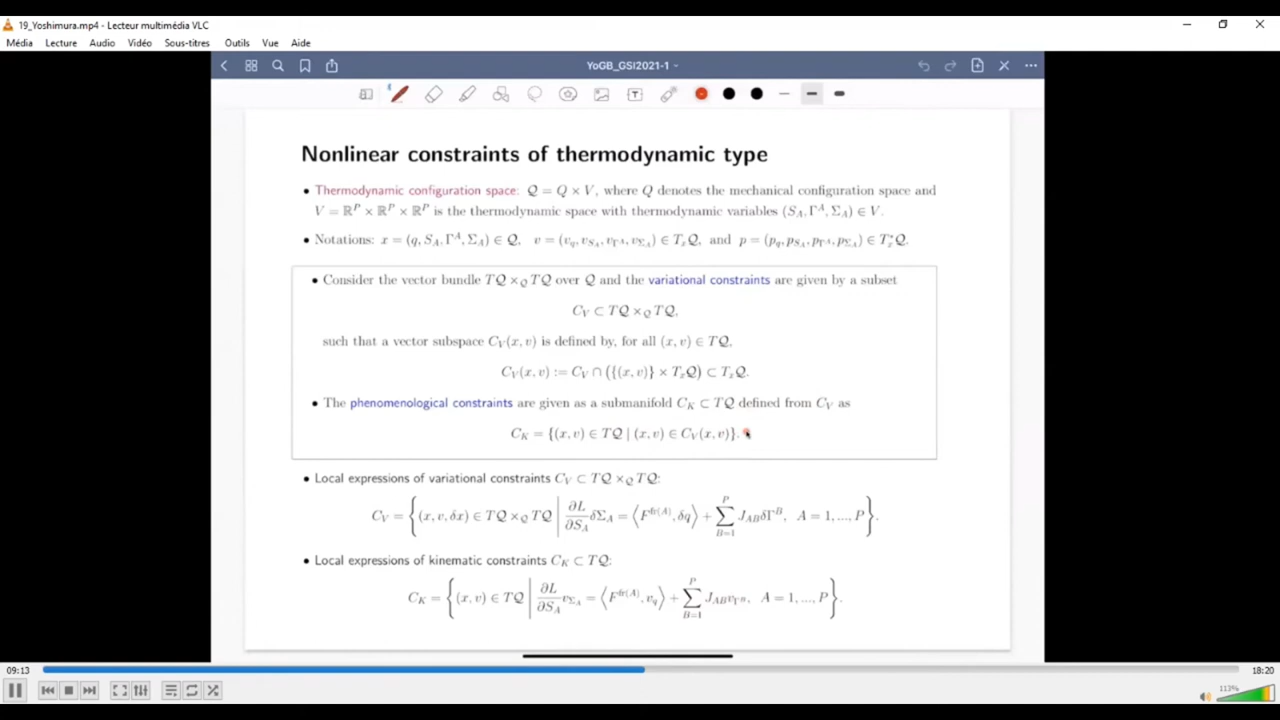 19_Yoshimura.mp4 - Lecteur multimédia VLC
Média Lecture Audio Vidéo Sous-titres Outils Vue Aide
YoGB_GSI2021-1
Nonlinear constraints of thermodynamic type
• Thermodynamic configuration space: 𝒬 = Q × V, where Q denotes the mechanical configuration space and
V = ℝ^P × ℝ^P × ℝ^P is the thermodynamic space with thermodynamic variables (S_A, Γ^A, Σ_A) ∈ V.
• Notations: x = (q, S_A, Γ^A, Σ_A) ∈ 𝒬, v = (v_q, v_{S_A}, v_{Γ^A}, v_{Σ_A}) ∈ T_x𝒬, and p = (p_q, p_{S_A}, p_{Γ^A}, p_{Σ_A}) ∈ T*_x𝒬.
• Consider the vector bundle T𝒬 ×_𝒬 T𝒬 over 𝒬 and the variational constraints are given by a subset
C_V ⊂ T𝒬 ×_𝒬 T𝒬,
such that a vector subspace C_V(x, v) is defined by, for all (x, v) ∈ T𝒬,
C_V(x, v) := C_V ∩ ({(x, v)} × T_x𝒬) ⊂ T_x𝒬.
• The phenomenological constraints are given as a submanifold C_K ⊂ T𝒬 defined from C_V as
C_K = {(x, v) ∈ T𝒬 | (x, v) ∈ C_V(x, v)}.
• Local expressions of variational constraints C_V ⊂ T𝒬 ×_𝒬 T𝒬:
C_V = { (x, v, δx) ∈ T𝒬 ×_𝒬 T𝒬 | ∂L/∂S_A δΣ_A = ⟨F^{fr(A)}, δq⟩ + ∑_{B=1}^P J_{AB} δΓ^B, A = 1, ..., P }.
• Local expressions of kinematic constraints C_K ⊂ T𝒬:
C_K = { (x, v) ∈ T𝒬 | ∂L/∂S_A v_{Σ_A} = ⟨F^{fr(A)}, v_q⟩ + ∑_{B=1}^P J_{AB} v_{Γ^B}, A = 1, ..., P }.
09:13 18:20
113%